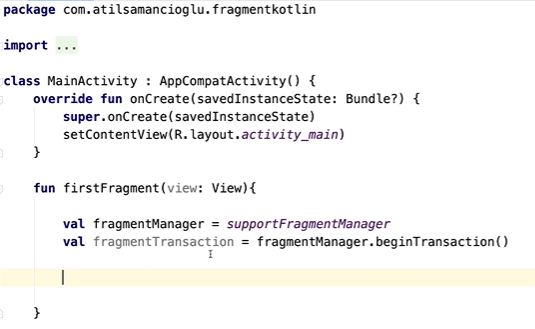 package com.atilsamancioglu.fragmentkotlin
import ...
class MainActivity : AppCompatActivity() {
override fun onCreate(savedInstanceState: Bundle?) {
super.onCreate(savedInstanceState)
setContentView(R.layout.activity_main)
}
fun firstFragment(view: View){
val fragmentManager = supportFragmentManager
val fragmentTransaction = fragmentManager.beginTransaction()
}